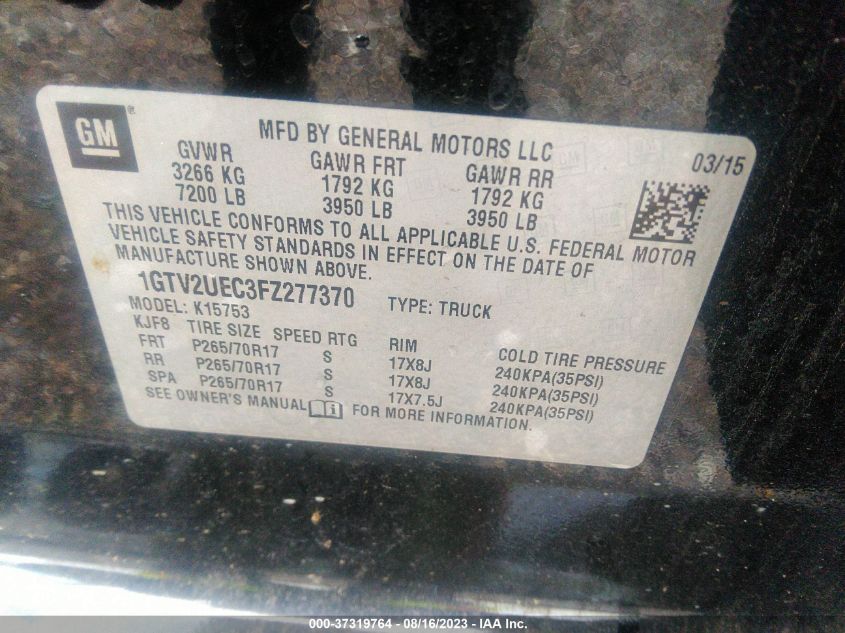 GM ®
MFD BY GENERAL MOTORS LLC
03/15
GVWR GAWR FRT GAWR RR
3266 KG 1792 KG 1792 KG
7200 LB 3950 LB 3950 LB
THIS VEHICLE CONFORMS TO ALL APPLICABLE U.S. FEDERAL MOTOR
VEHICLE SAFETY STANDARDS IN EFFECT ON THE DATE OF
MANUFACTURE SHOWN ABOVE.
1GTV2UEC3FZ277370 TYPE: TRUCK
MODEL: K15753
KJF8 TIRE SIZE SPEED RTG RIM COLD TIRE PRESSURE
FRT P265/70R17 S 17X8J 240KPA(35PSI)
RR P265/70R17 S 17X8J 240KPA(35PSI)
SPA P265/70R17 S 17X7.5J 240KPA(35PSI)
SEE OWNER'S MANUAL i FOR MORE INFORMATION.
000-37319764 - 08/16/2023 - IAA Inc.